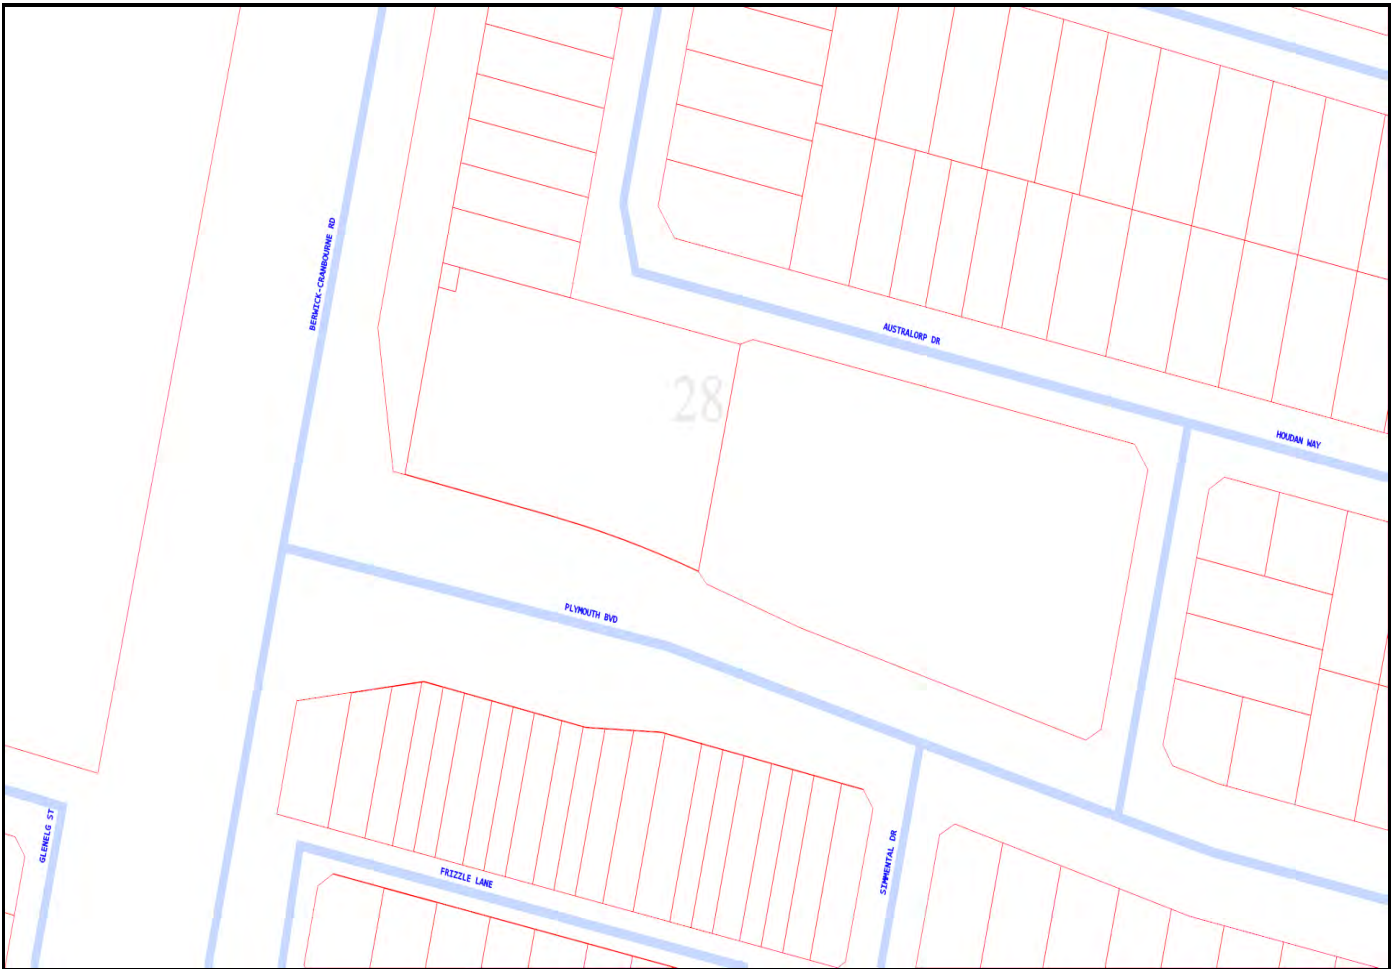 BERWICK-CRANBOURNE RD
AUSTRALORP DR
28
HOUDAN WAY
PLYMOUTH BVD
GLENELG ST
SIMMENTAL DR
FRIZZLE LANE